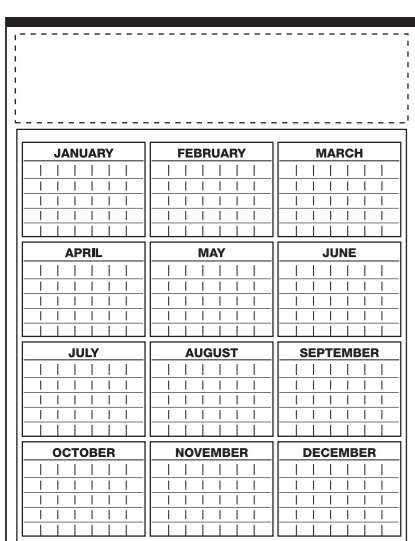 JANUARY FEBRUARY MARCH
APRIL MAY JUNE
JULY AUGUST SEPTEMBER
OCTOBER NOVEMBER DECEMBER